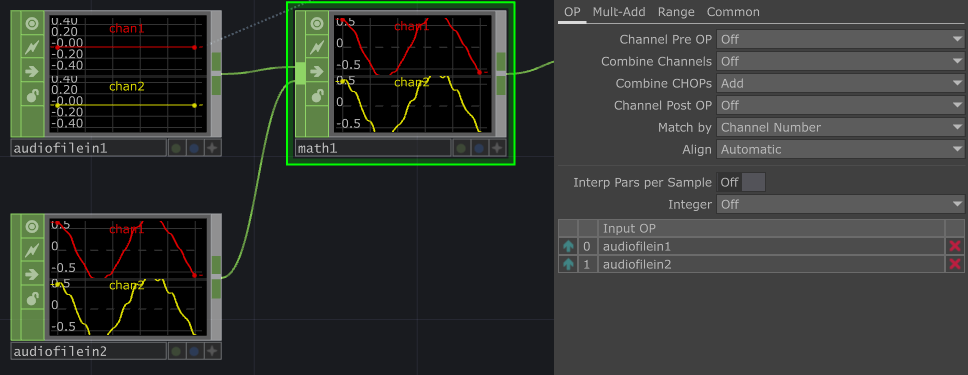 0.40
0.20
-0.00
-0.20
-0.40
chan1
0.40
0.20
-0.00
-0.20
-0.40
chan2
audiofilein1
0.5
0
-0.5
chan1
0.5
0
-0.5
chan2
math1
0.5
0
-0.5
chan1
0.5
0
-0.5
chan2
audiofilein2
OP Mult-Add Range Common
Channel Pre OP Off
Combine Channels Off
Combine CHOPs Add
Channel Post OP Off
Match by Channel Number
Align Automatic
Interp Pars per Sample Off
Integer Off
Input OP
0 audiofilein1
1 audiofilein2